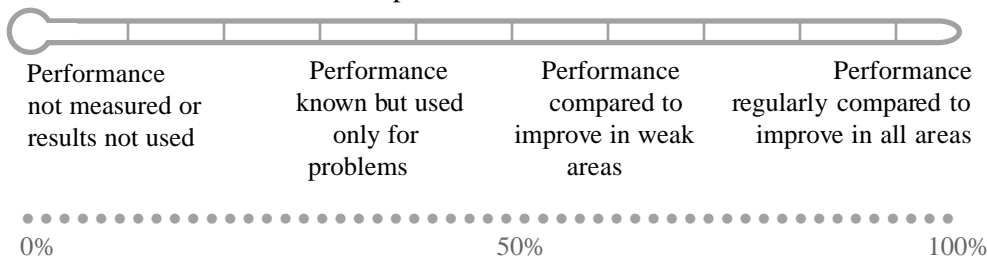 Performance
not measured or
results not used
Performance
known but used
only for
problems
Performance
compared to
improve in weak
areas
Performance
regularly compared to
improve in all areas
0%
50%
100%